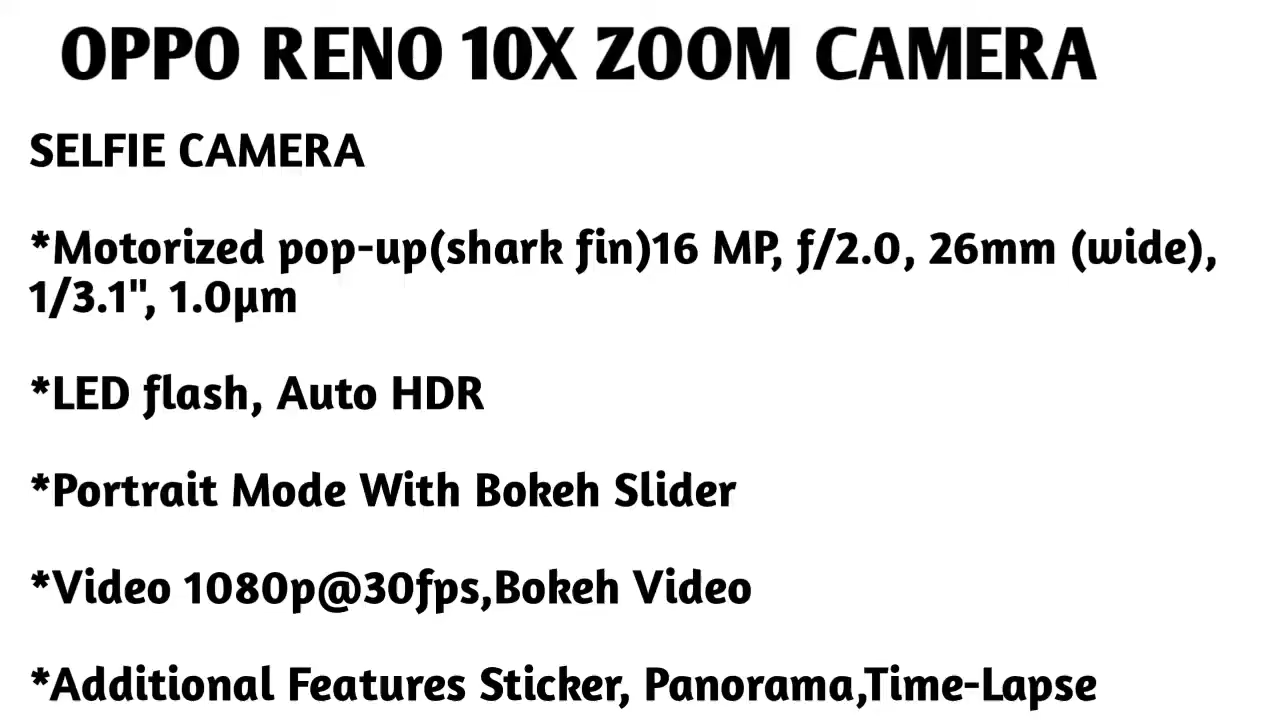 OPPO RENO 10X ZOOM CAMERA
SELFIE CAMERA
*Motorized pop-up(shark fin)16 MP, f/2.0, 26mm (wide),
1/3.1", 1.0µm
*LED flash, Auto HDR
*Portrait Mode With Bokeh Slider
*Video 1080p@30fps,Bokeh Video
*Additional Features Sticker, Panorama,Time-Lapse